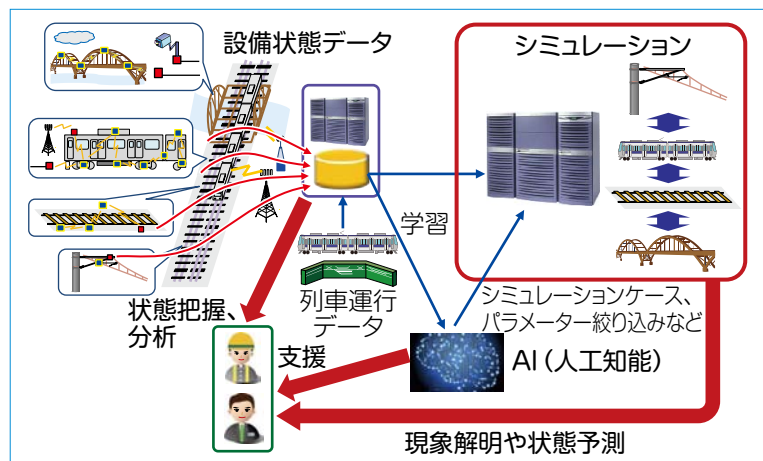 設備状態データ
シミュレーション
学習
列車運行
データ
状態把握、
分析
シミュレーションケース、
パラメーター絞り込みなど
支援
AI（人工知能）
現象解明や状態予測